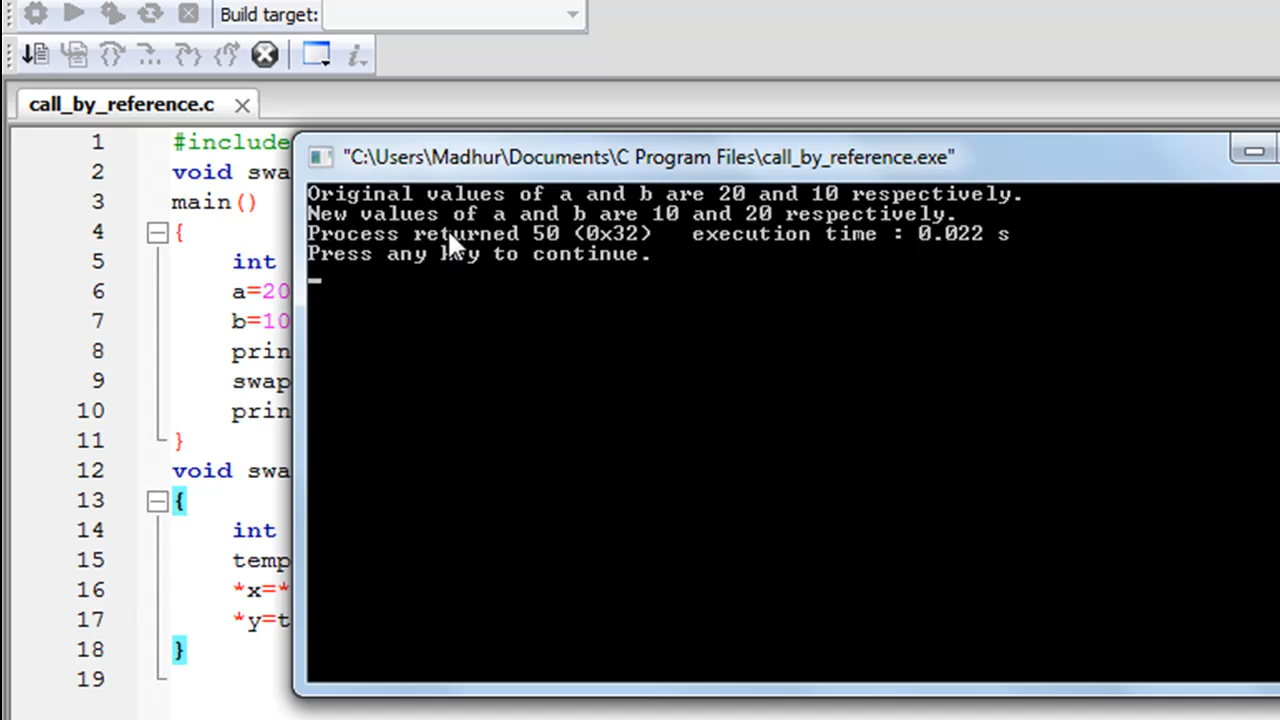 Build target:
call_by_reference.c
"C:\Users\Madhur\Documents\C Program Files\call_by_reference.exe"
Original values of a and b are 20 and 10 respectively.
New values of a and b are 10 and 20 respectively.
Process returned 50 (0x32)   execution time : 0.022 s
Press any key to continue.
1 #include
2 void swa
3 main()
4 {
5 int
6 a=20
7 b=10
8 prin
9 swap
10 prin
11 }
12 void swa
13 {
14 int
15 temp
16 *x=*
17 *y=t
18 }
19